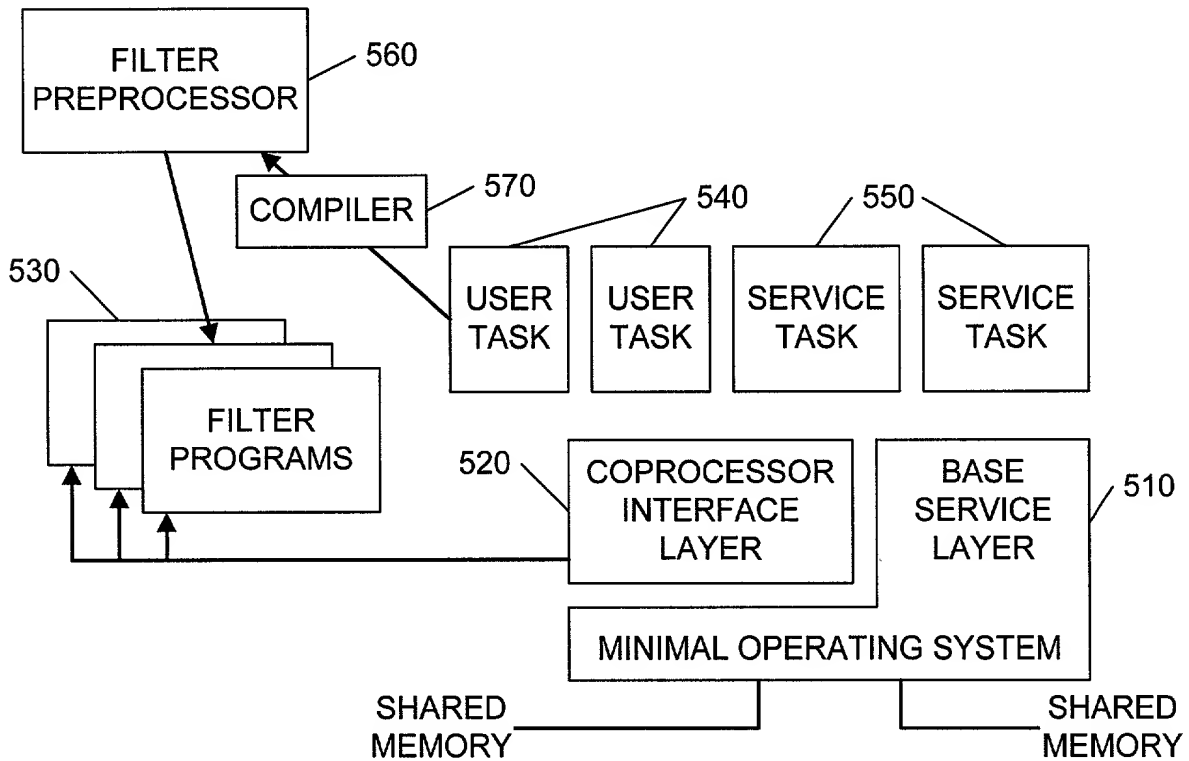 FILTER
PREPROCESSOR
560
COMPILER
570
540
550
530
USER
TASK
USER
TASK
SERVICE
TASK
SERVICE
TASK
FILTER
PROGRAMS
520
COPROCESSOR
INTERFACE
LAYER
BASE
SERVICE
LAYER
510
MINIMAL OPERATING SYSTEM
SHARED
MEMORY
SHARED
MEMORY